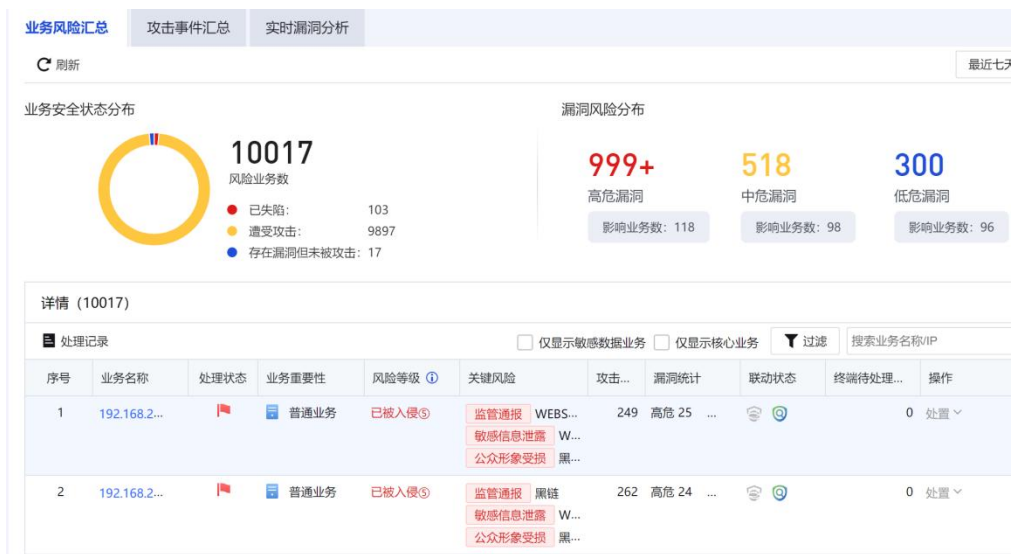 业务风险汇总 攻击事件汇总 实时漏洞分析
刷新 最近七天
业务安全状态分布 漏洞风险分布
10017
风险业务数
已失陷： 103
遭受攻击： 9897
存在漏洞但未被攻击： 17
999+ 518 300
高危漏洞 中危漏洞 低危漏洞
影响业务数：118 影响业务数：98 影响业务数：96
详情（10017）
处理记录 仅显示敏感数据业务 仅显示核心业务 过滤 搜索业务名称/IP
序号 业务名称 处理状态 业务重要性 风险等级 关键风险 攻击... 漏洞统计 联动状态 终端待处理... 操作
1 192.168.2... 普通业务 已被入侵⑤ 监管通报 WEBS... 249 高危 25 ... 0 处置
敏感信息泄露 W...
公众形象受损 黑...
2 192.168.2... 普通业务 已被入侵⑤ 监管通报 黑链 262 高危 24 ... 0 处置
敏感信息泄露 W...
公众形象受损 黑...